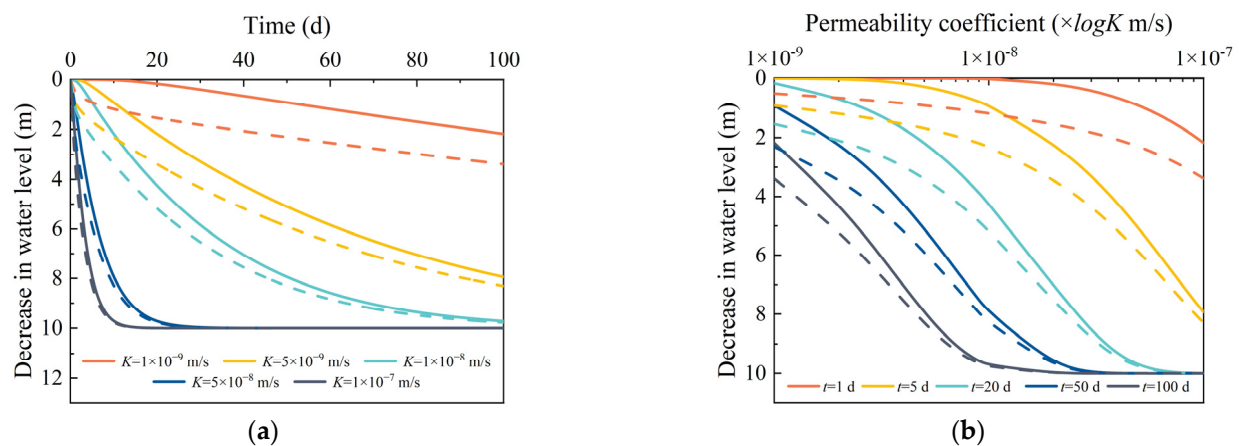 Time (d)
0 20 40 60 80 100
0
2
4
6
8
10
12
Decrease in water level (m)
K=1×10⁻⁹ m/s K=5×10⁻⁹ m/s K=1×10⁻⁸ m/s
K=5×10⁻⁸ m/s K=1×10⁻⁷ m/s
(a)
Permeability coefficient (×logK m/s)
1×10⁻⁹ 1×10⁻⁸ 1×10⁻⁷
0
2
4
6
8
10
Decrease in water level (m)
t=1 d t=5 d t=20 d t=50 d t=100 d
(b)